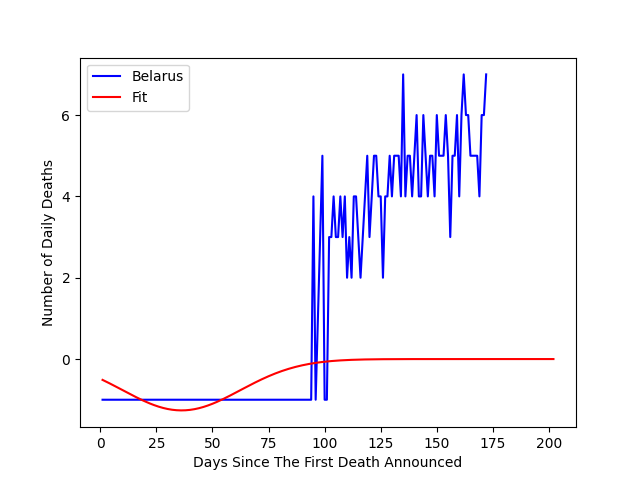 Belarus
Fit
Number of Daily Deaths
6
4
2
0
0 25 50 75 100 125 150 175 200
Days Since The First Death Announced